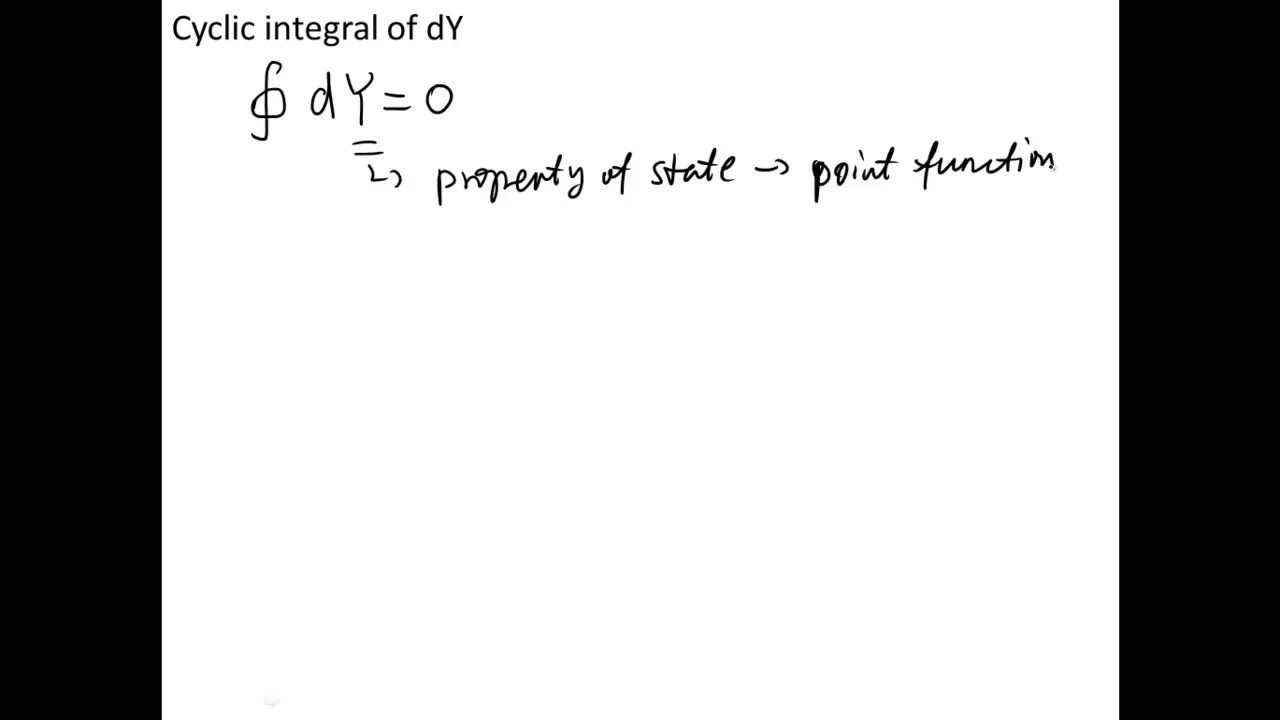 Cyclic integral of dY
∮ dY = 0
↳ property of state → point function